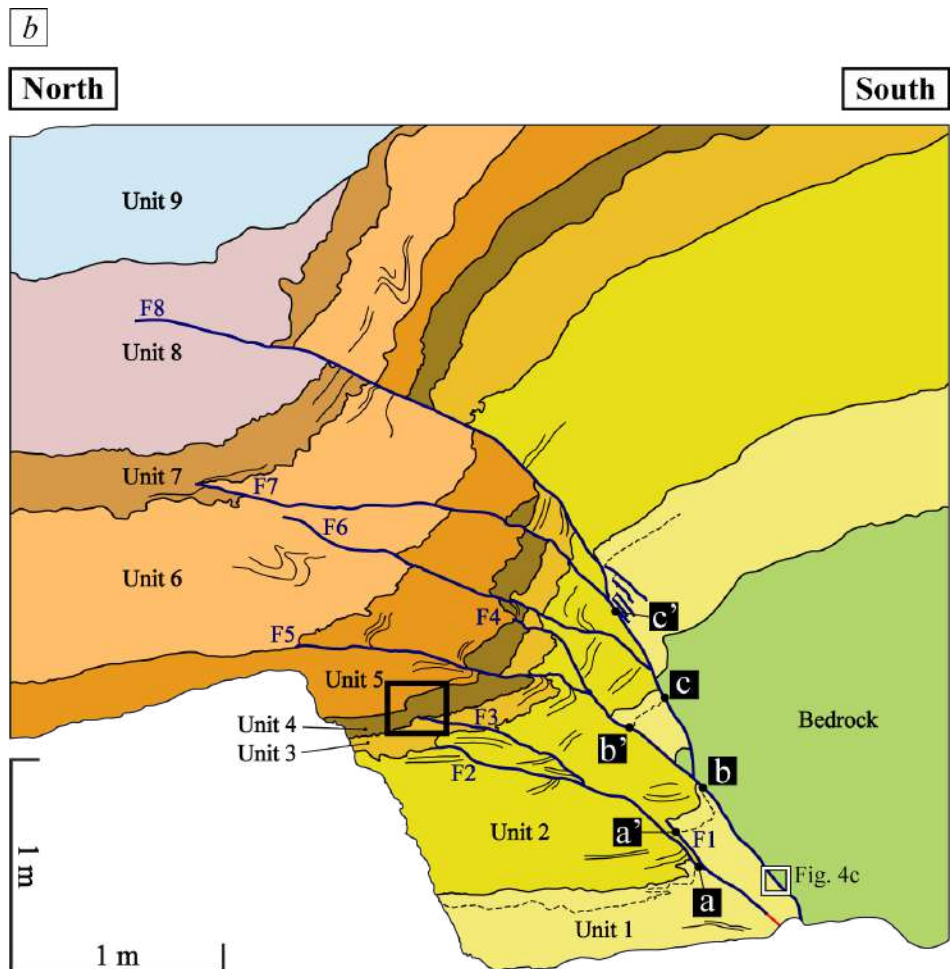 b
North South
Unit 9
F8
Unit 8
Unit 7
F7
F6
Unit 6
c'
F4
F5
Unit 5
c
Unit 4
F3
Bedrock
b'
Unit 3
F2
b
Unit 2
a'
F1
1 m
Fig. 4c
a
Unit 1
1 m